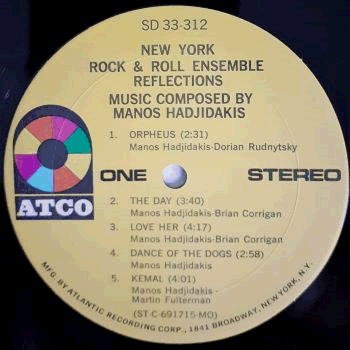 SD 33-312
NEW YORK
ROCK & ROLL ENSEMBLE
REFLECTIONS
MUSIC COMPOSED BY
MANOS HADJIDAKIS
1. ORPHEUS (2:31)
Manos Hadjidakis-Dorian Rudnytsky
ONE
STEREO
ATCO
2. THE DAY (3:40)
Manos Hadjidakis-Brian Corrigan
3. LOVE HER (4:17)
Manos Hadjidakis-Brian Corrigan
4. DANCE OF THE DOGS (2:58)
Manos Hadjidakis
5. KEMAL (4:01)
Manos Hadjidakis-
Martin Fulterman
(ST-C-691715-MO)
MFG. BY ATLANTIC RECORDING CORP., 1841 BROADWAY, NEW YORK, N.Y.